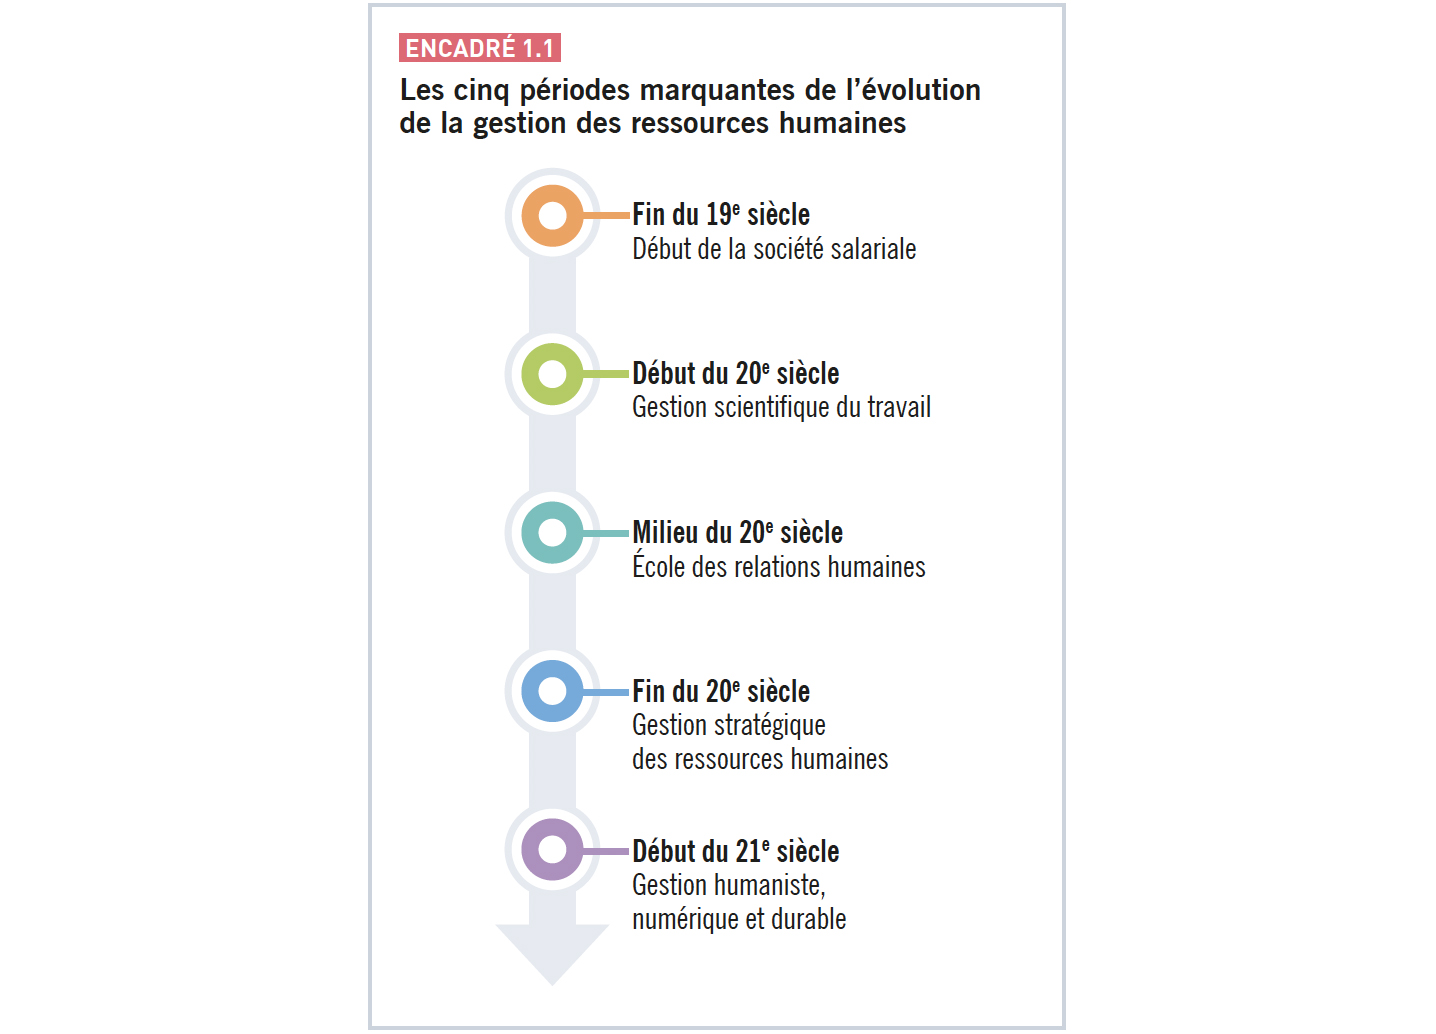 ENCADRÉ 1.1
Les cinq périodes marquantes de l’évolution
de la gestion des ressources humaines
Fin du 19e siècle
Début de la société salariale
Début du 20e siècle
Gestion scientifique du travail
Milieu du 20e siècle
École des relations humaines
Fin du 20e siècle
Gestion stratégique
des ressources humaines
Début du 21e siècle
Gestion humaniste,
numérique et durable